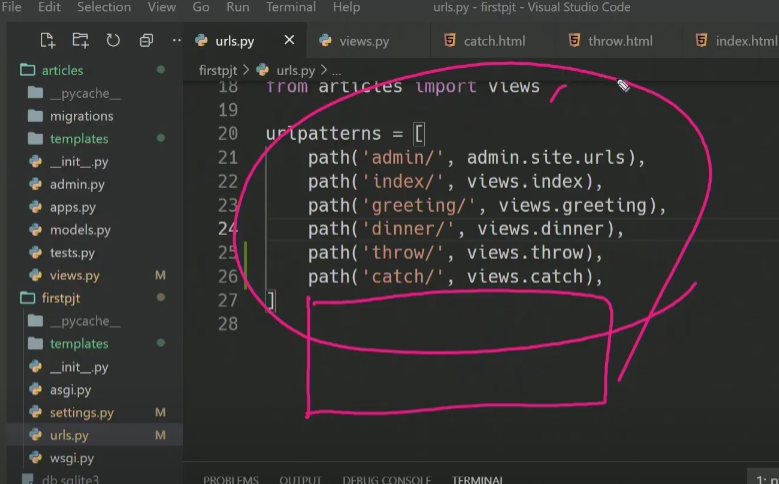 File Edit Selection View Go Run Terminal Help urls.py - firstpjt - Visual Studio Code
urls.py views.py catch.html throw.html index.html
firstpjt > urls.py > ...
articles
__pycache__
migrations
templates
__init__.py
admin.py
apps.py
models.py
tests.py
views.py M
firstpjt
__pycache__
templates
__init__.py
asgi.py
settings.py M
urls.py M
wsgi.py
db.sqlite3
18 from articles import views
19
20 urlpatterns = [
21 path('admin/', admin.site.urls),
22 path('index/', views.index),
23 path('greeting/', views.greeting),
24 path('dinner/', views.dinner),
25 path('throw/', views.throw),
26 path('catch/', views.catch),
27 ]
28
PROBLEMS OUTPUT DEBUG CONSOLE TERMINAL